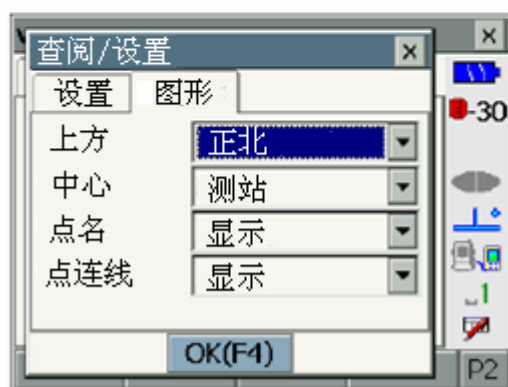 查阅/设置
设置 图形
上方 正北
中心 测站
点名 显示
点连线 显示
OK(F4)
-30
1
P2